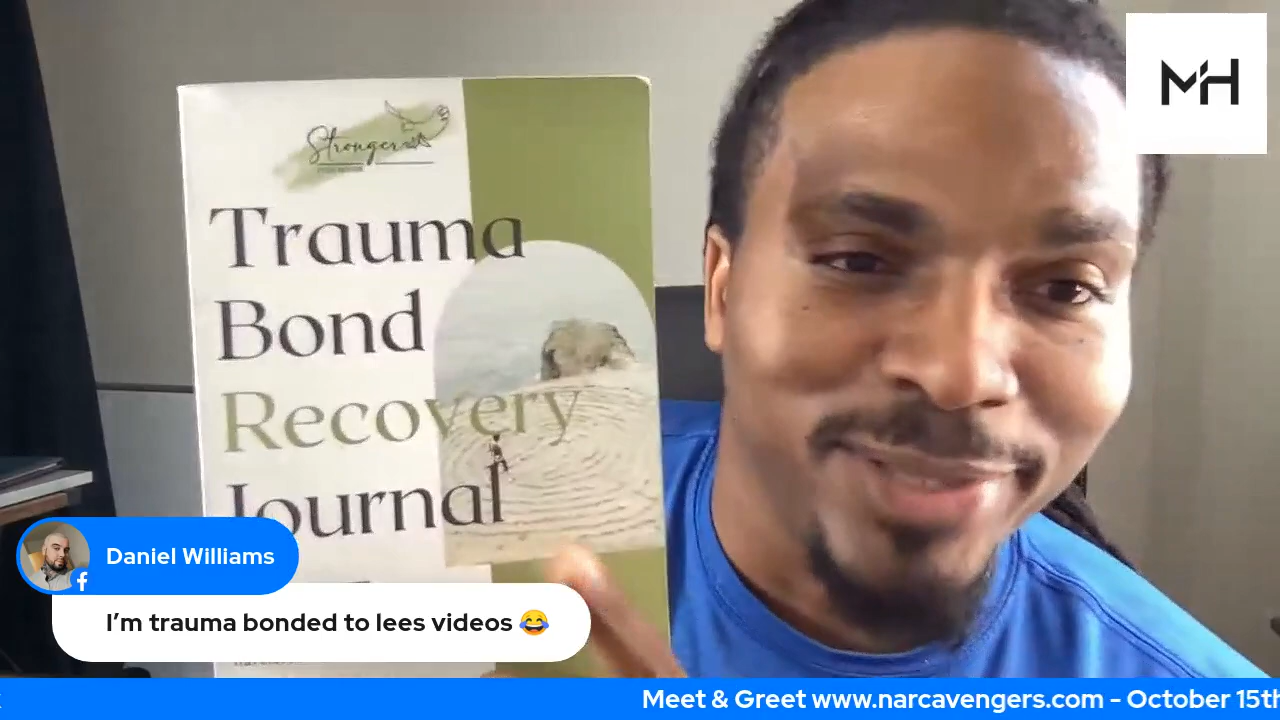 MH
Stronger
Trauma
Bond
Recovery
Journal
Daniel Williams
I’m trauma bonded to lees videos 😂
Meet & Greet www.narcavengers.com - October 15th